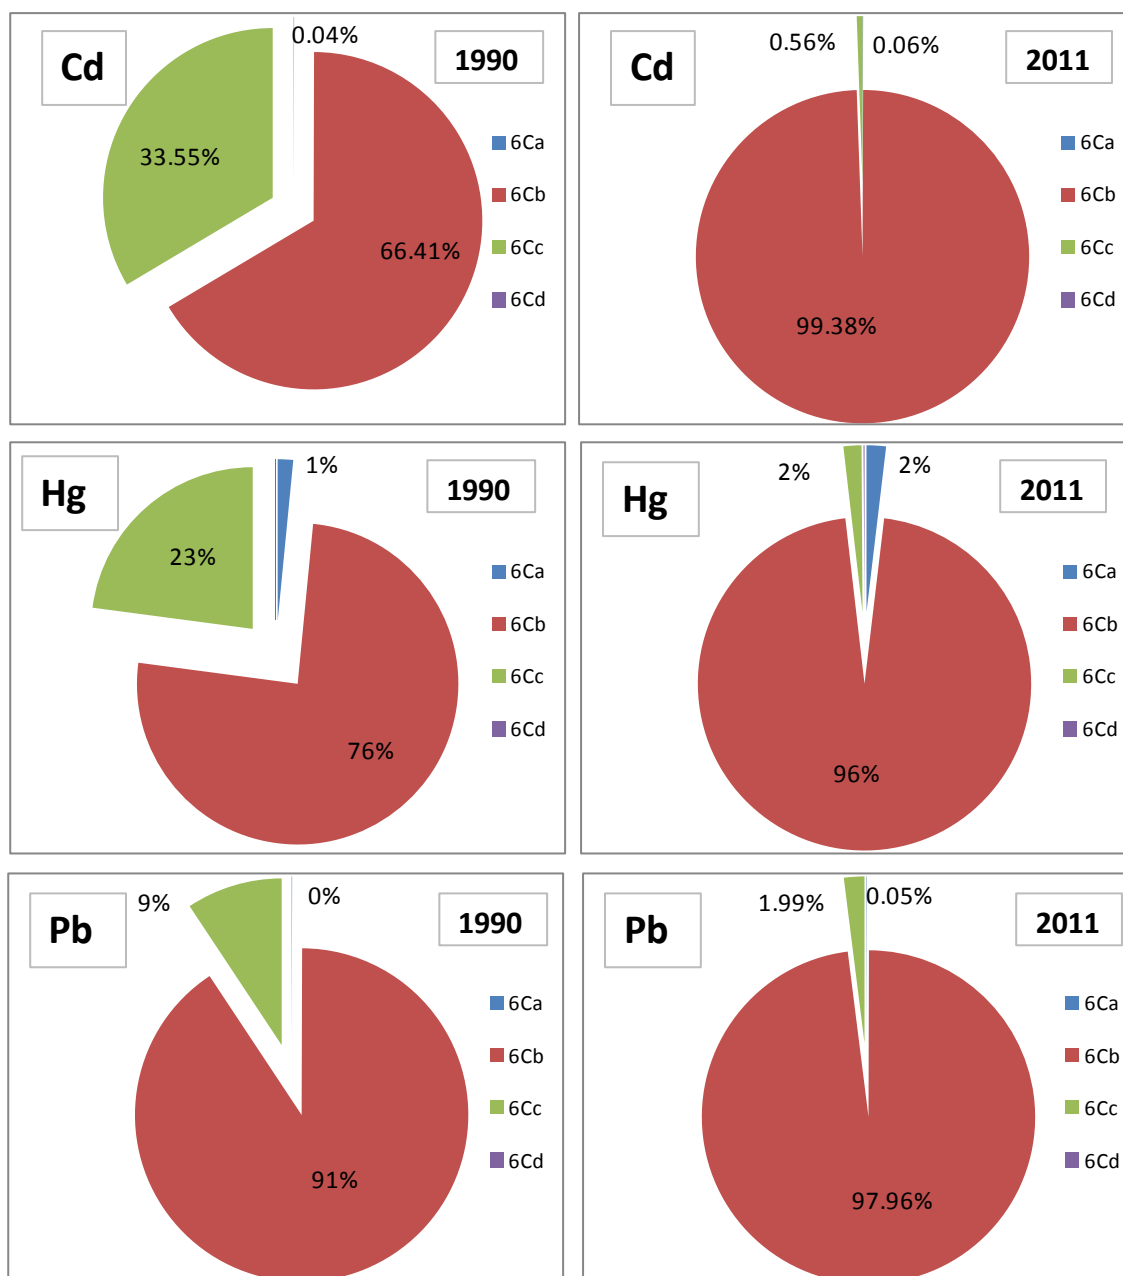 Cd
0.04%
1990
33.55%
66.41%
6Ca
6Cb
6Cc
6Cd
Cd
0.56%
0.06%
2011
99.38%
6Ca
6Cb
6Cc
6Cd
Hg
1%
1990
23%
76%
6Ca
6Cb
6Cc
6Cd
Hg
2%
2%
2011
96%
6Ca
6Cb
6Cc
6Cd
Pb
9%
0%
1990
91%
6Ca
6Cb
6Cc
6Cd
Pb
1.99%
0.05%
2011
97.96%
6Ca
6Cb
6Cc
6Cd